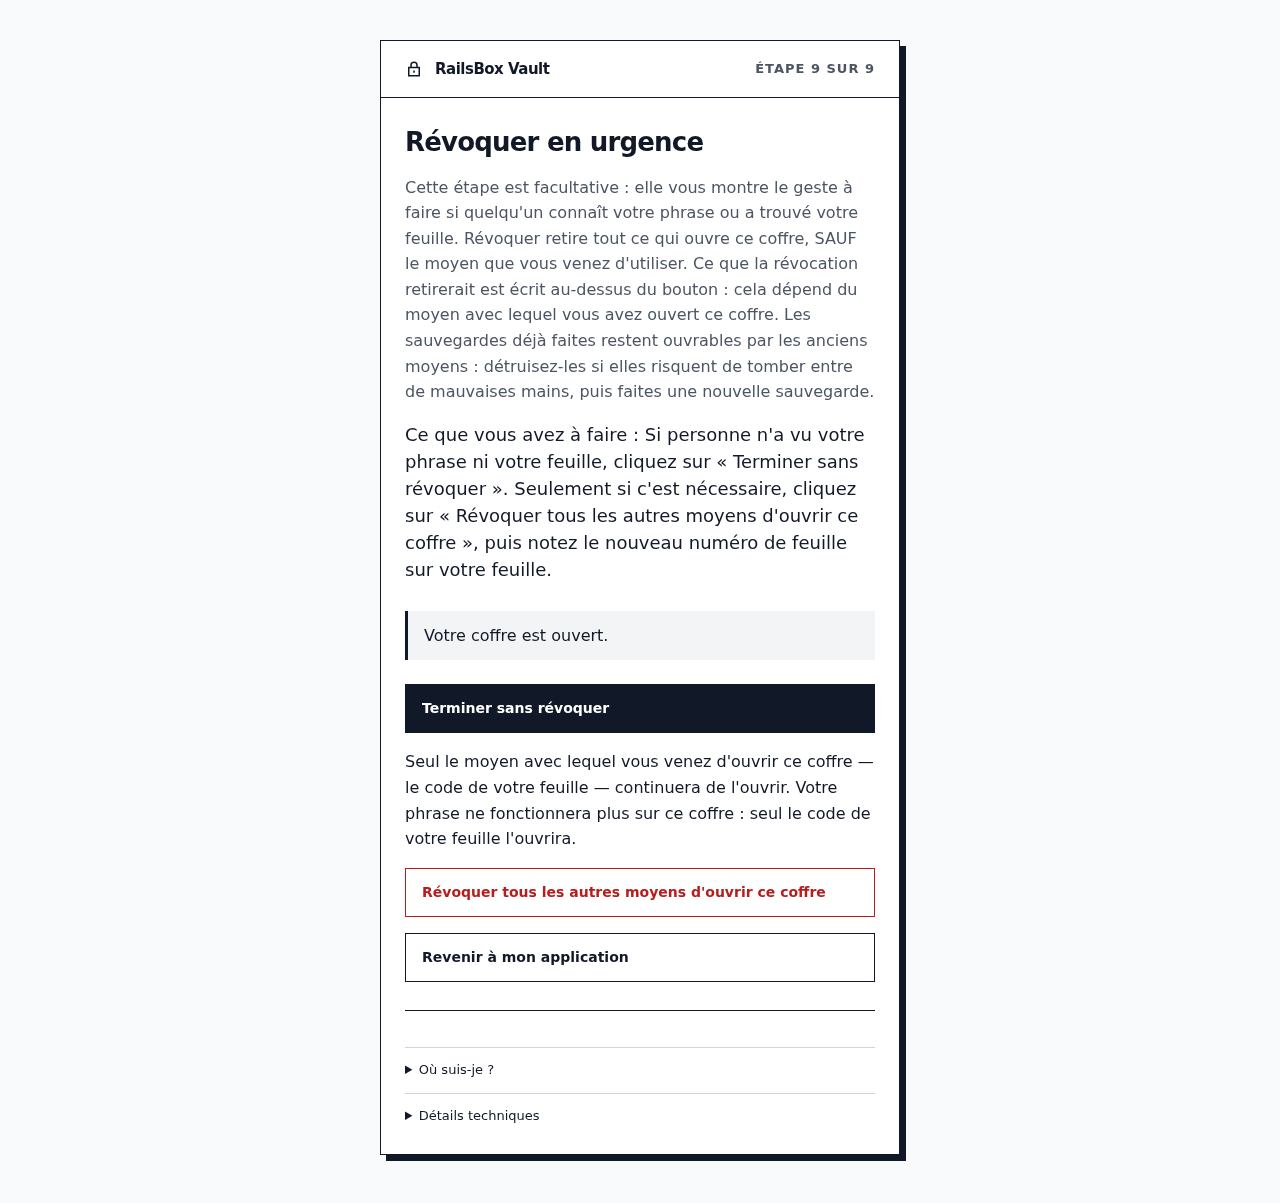 RailsBox Vault
ÉTAPE 9 SUR 9
Révoquer en urgence
Cette étape est facultative : elle vous montre le geste à
faire si quelqu'un connaît votre phrase ou a trouvé votre
feuille. Révoquer retire tout ce qui ouvre ce coffre, SAUF
le moyen que vous venez d'utiliser. Ce que la révocation
retirerait est écrit au-dessus du bouton : cela dépend du
moyen avec lequel vous avez ouvert ce coffre. Les
sauvegardes déjà faites restent ouvrables par les anciens
moyens : détruisez-les si elles risquent de tomber entre
de mauvaises mains, puis faites une nouvelle sauvegarde.
Ce que vous avez à faire : Si personne n'a vu votre
phrase ni votre feuille, cliquez sur « Terminer sans
révoquer ». Seulement si c'est nécessaire, cliquez
sur « Révoquer tous les autres moyens d'ouvrir ce
coffre », puis notez le nouveau numéro de feuille
sur votre feuille.
Votre coffre est ouvert.
Terminer sans révoquer
Seul le moyen avec lequel vous venez d'ouvrir ce coffre —
le code de votre feuille — continuera de l'ouvrir. Votre
phrase ne fonctionnera plus sur ce coffre : seul le code de
votre feuille l'ouvrira.
Révoquer tous les autres moyens d'ouvrir ce coffre
Revenir à mon application
Où suis-je ?
Détails techniques